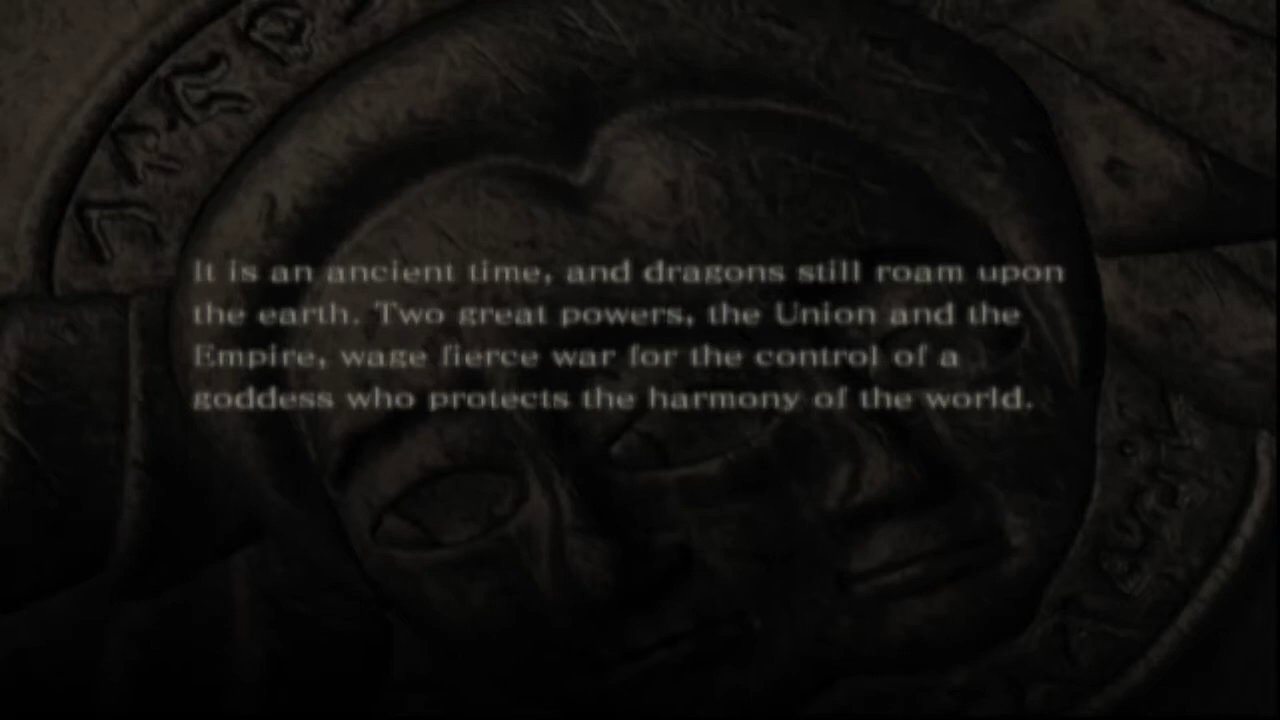 It is an ancient time, and dragons still roam upon
the earth. Two great powers, the Union and the
Empire, wage fierce war for the control of a
goddess who protects the harmony of the world.